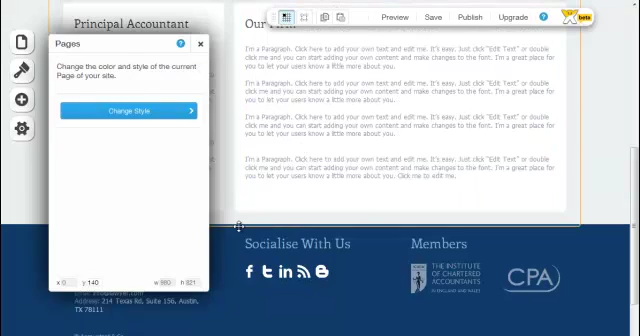 Preview
Save
Publish
Upgrade
?
beta
Principal Accountant
Our
Pages
?
Change the color and style of the current
Page of your site.
Change Style
x 0
y 140
w 980
h 821
I'm a Paragraph. Click here to add your own text and edit me. It's easy. Just click "Edit Text" or double
click me and you can start adding your own content and make changes to the font. I'm a great place for
you to let your users know a little more about you.
I'm a Paragraph. Click here to add your own text and edit me. It's easy. Just click "Edit Text" or double
click me and you can start adding your own content and make changes to the font. I'm a great place for
you to let your users know a little more about you.
I'm a Paragraph. Click here to add your own text and edit me. It's easy. Just click "Edit Text" or double
click me and you can start adding your own content and make changes to the font. I'm a great place for
you to let your users know a little more about you.
I'm a Paragraph. Click here to add your own text and edit me. It's easy. Just click "Edit Text" or double
click me and you can start adding your own content and make changes to the font. I'm a great place for
you to let your users know a little more about you. Click me to edit me.
Address: 214 Texas Rd, Suite 156, Austin,
TX 78111
Socialise With Us
Members
THE INSTITUTE
OF CHARTERED
ACCOUNTANTS
IN ENGLAND AND WALES
CPA